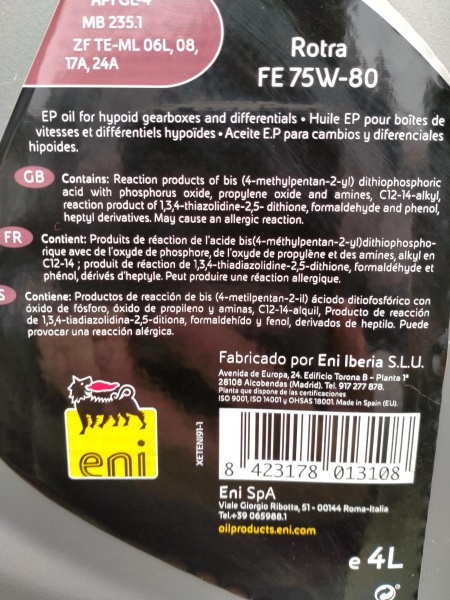 API GL-4
MB 235.1
ZF TE-ML 06L, 08,
17A, 24A
Rotra
FE 75W-80
EP oil for hypoid gearboxes and differentials • Huile EP pour boîtes de
vitesses et différentiels hypoïdes • Aceite E.P para cambios y diferenciales
hipoides.
GB Contains: Reaction products of bis (4-methylpentan-2-yl) dithiophosphoric
acid with phosphorus oxide, propylene oxide and amines, C12-14-alkyl,
reaction product of 1,3,4-thiazolidine-2,5- dithione, formaldehyde and phenol,
heptyl derivatives. May cause an allergic reaction.
FR Contient: Produits de réaction de l'acide bis(4-méthylpentan-2-yl)dithiophospho-
rique avec de l'oxyde de phosphore, de l'oxyde de propylène et des amines, alkyl en
C12-14 ; produit de réaction de 1,3,4-thiadiazolidine-2,5-dithione, formaldéhyde et
phénol, dérivés d'heptyle. Peut produire une réaction allergique.
S Contiene: Productos de reacción de bis (4-metilpentan-2-il) áciodo ditiofosfórico con
óxido de fósforo, óxido de propileno y aminas, C12-14-alquil, Producto de reacción
de 1,3,4-tiadiazolidina-2,5-ditiona, formaldehído y fenol, derivados de heptilo. Puede
provocar una reacción alérgica.
Fabricado por Eni Iberia S.L.U.
Avenida de Europa, 24. Edificio Torona B - Planta 1ª
28108 Alcobendas (Madrid). Tel. 917 277 878.
Planta que dispone de las certificaciones
ISO 9001, ISO 14001 y OHSAS 18001. Made in Spain (EU).
eni
XETENI91-1
8 423178 013108
Eni SpA
Viale Giorgio Ribotta, 51 - 00144 Roma-Italia
Tel.+39 065988.1
oilproducts.eni.com
e 4L